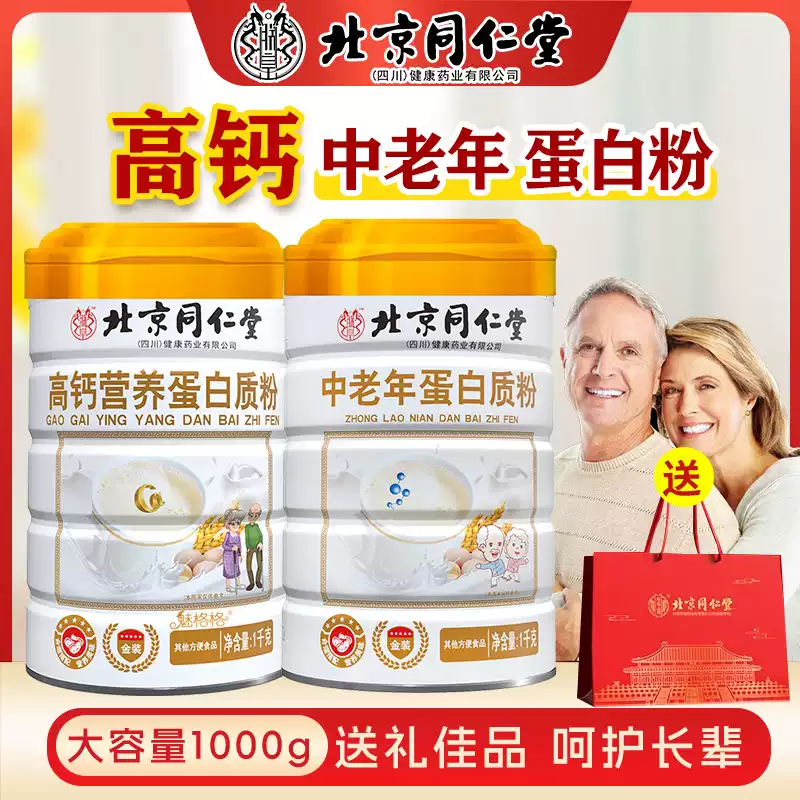 北京同仁堂
(四川)健康药业有限公司
高钙 中老年 蛋白粉
北京同仁堂
(四川)健康药业有限公司
高钙营养蛋白质粉
GAO GAI YING YANG DAN BAI ZHI FEN
Ca
魅格格
金装
其他方便食品
净含量:1千克
北京同仁堂
(四川)健康药业有限公司
中老年蛋白质粉
ZHONG LAO NIAN DAN BAI ZHI FEN
金装
其他方便食品
净含量:1千克
送
北京同仁堂
大容量1000g 送礼佳品 呵护长辈